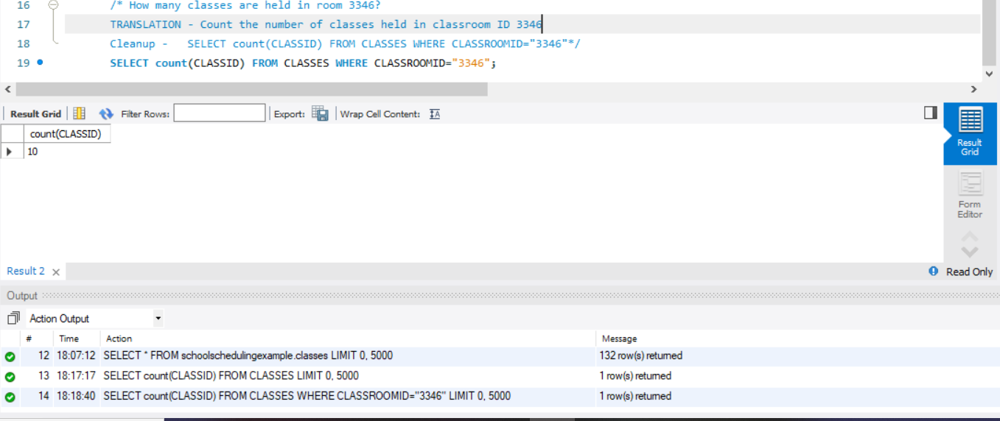 16 /* How many classes are held in room 3346?
17 TRANSLATION - Count the number of classes held in classroom ID 3346
18 Cleanup - SELECT count(CLASSID) FROM CLASSES WHERE CLASSROOMID="3346"*/
19 SELECT count(CLASSID) FROM CLASSES WHERE CLASSROOMID="3346";
Result Grid Filter Rows: Export: Wrap Cell Content: IA
count(CLASSID)
10
Result
Grid
Form
Editor
Result 2 Read Only
Output
Action Output
# Time Action Message
12 18:07:12 SELECT * FROM schoolschedulingexample.classes LIMIT 0, 5000 132 row(s) returned
13 18:17:17 SELECT count(CLASSID) FROM CLASSES LIMIT 0, 5000 1 row(s) returned
14 18:18:40 SELECT count(CLASSID) FROM CLASSES WHERE CLASSROOMID="3346" LIMIT 0, 5000 1 row(s) returned